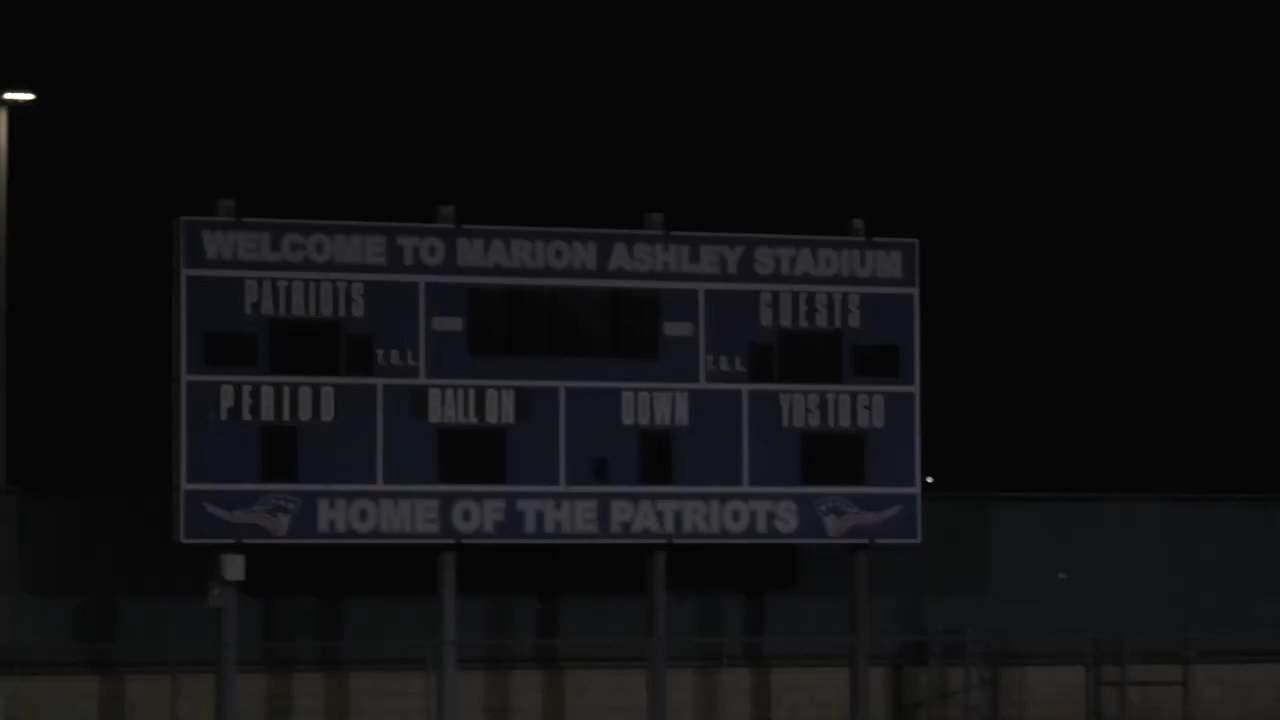 WELCOME TO MARION ASHLEY STADIUM
PATRIOTS
GUESTS
T.O.L.
T.O.L.
PERIOD
BALL ON
DOWN
YDS TO GO
HOME OF THE PATRIOTS